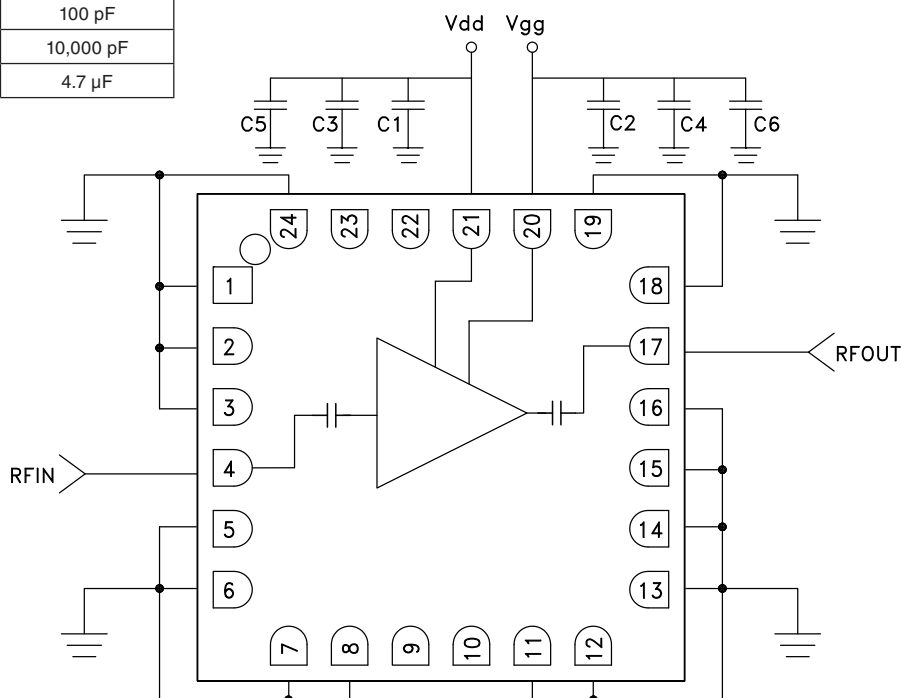 100 pF
10,000 pF
4.7 µF
Vdd Vgg
C5 C3 C1 C2 C4 C6
24 23 22 21 20 19
1 18
2 17
RFOUT
3 16
4 15
RFIN
5 14
6 13
7 8 9 10 11 12